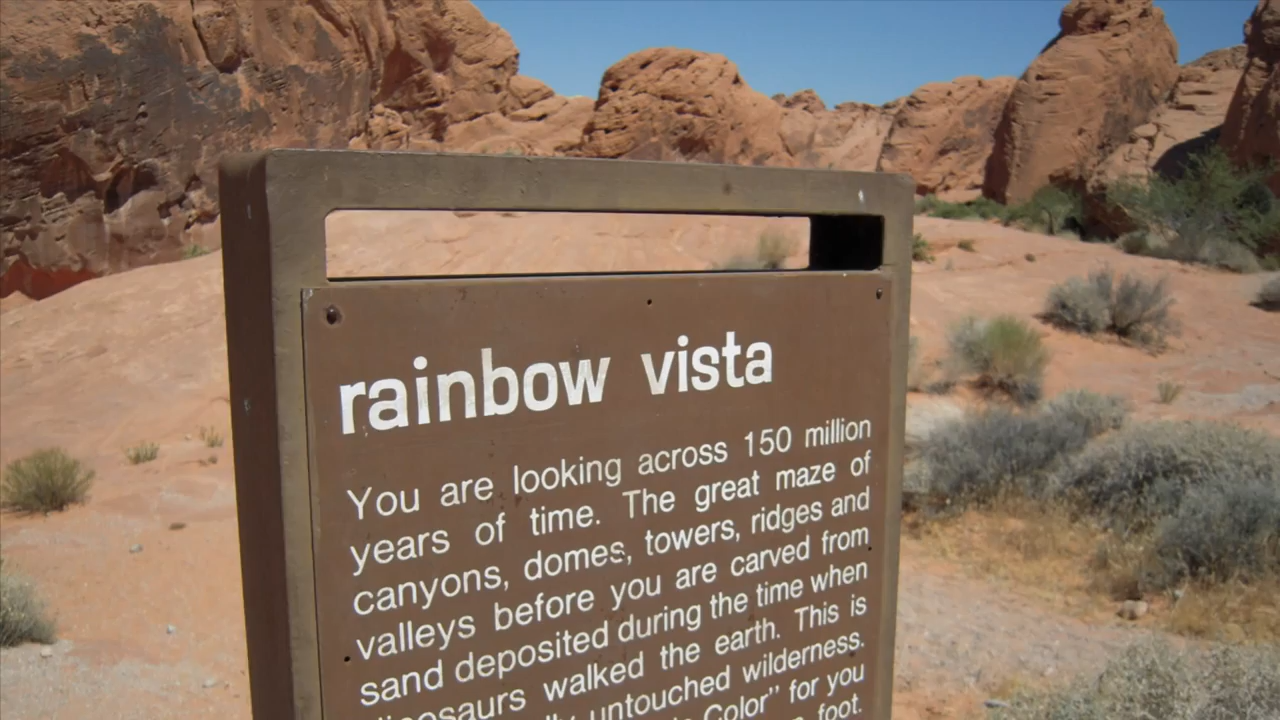 rainbow vista
You are looking across 150 million
years of time. The great maze of
canyons, domes, towers, ridges and
valleys before you are carved from
sand deposited during the time when
dinosaurs walked the earth. This is
untouched wilderness.
Color" for you
foot.